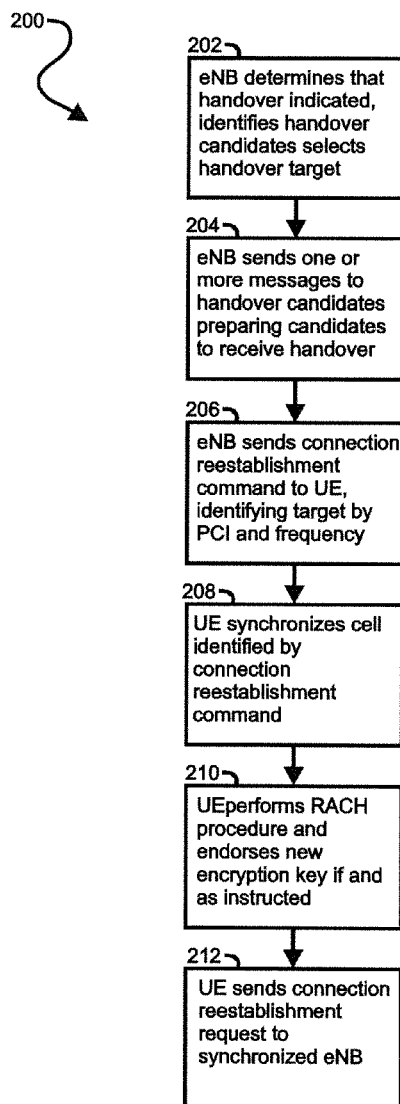 200
202
eNB determines that
handover indicated,
identifies handover
candidates selects
handover target
204
eNB sends one or
more messages to
handover candidates
preparing candidates
to receive handover
206
eNB sends connection
reestablishment
command to UE,
identifying target by
PCI and frequency
208
UE synchronizes cell
identified by
connection
reestablishment
command
210
UEperforms RACH
procedure and
endorses new
encryption key if and
as instructed
212
UE sends connection
reestablishment
request to
synchronized eNB